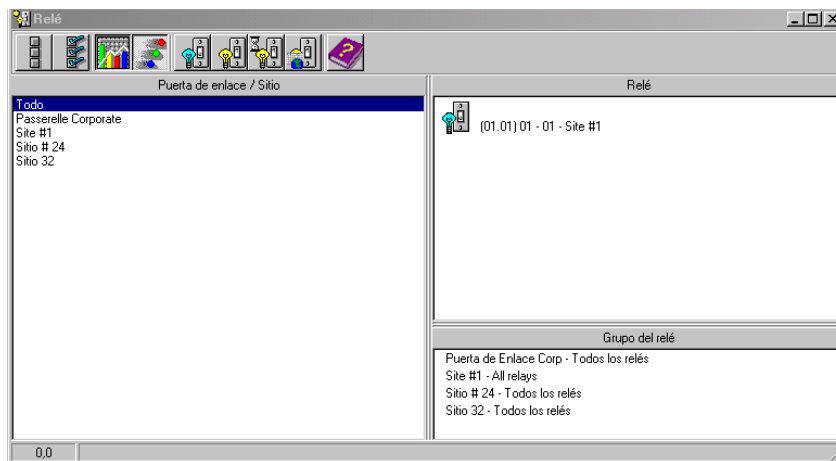 Relé
Puerta de enlace / Sitio
Todo
Passerelle Corporate
Site #1
Sitio # 24
Sitio 32
Relé
(01.01) 01 - 01 - Site #1
Grupo del relé
Puerta de Enlace Corp - Todos los relés
Site #1 - All relays
Sitio # 24 - Todos los relés
Sitio 32 - Todos los relés
0,0